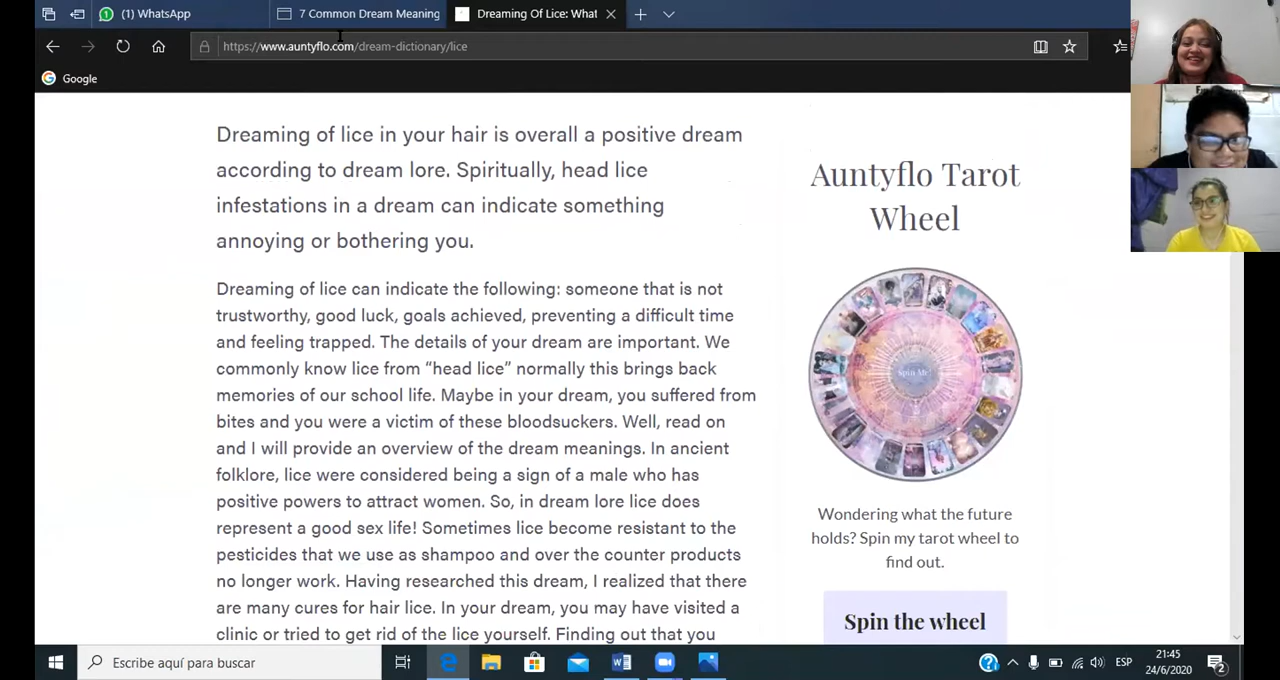 (1) WhatsApp
7 Common Dream Meaning
Dreaming Of Lice: What
https://www.auntyflo.com/dream-dictionary/lice
Google
Dreaming of lice in your hair is overall a positive dream
according to dream lore. Spiritually, head lice
infestations in a dream can indicate something
annoying or bothering you.
Dreaming of lice can indicate the following: someone that is not
trustworthy, good luck, goals achieved, preventing a difficult time
and feeling trapped. The details of your dream are important. We
commonly know lice from “head lice” normally this brings back
memories of our school life. Maybe in your dream, you suffered from
bites and you were a victim of these bloodsuckers. Well, read on
and I will provide an overview of the dream meanings. In ancient
folklore, lice were considered being a sign of a male who has
positive powers to attract women. So, in dream lore lice does
represent a good sex life! Sometimes lice become resistant to the
pesticides that we use as shampoo and over the counter products
no longer work. Having researched this dream, I realized that there
are many cures for hair lice. In your dream, you may have visited a
clinic or tried to get rid of the lice yourself. Finding out that you
Auntyflo Tarot
Wheel
Spin Me!
Wondering what the future
holds? Spin my tarot wheel to
find out.
Spin the wheel
Escribe aquí para buscar
ESP
21:45
24/6/2020
2